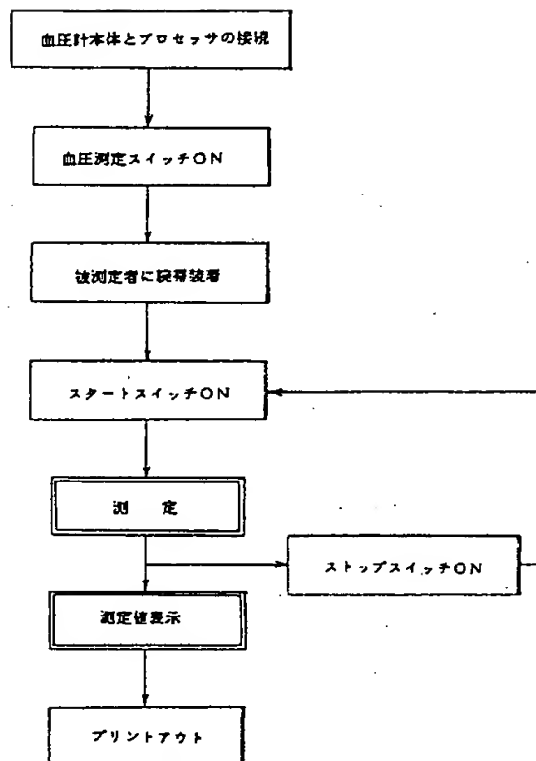 血圧計本体とプロセッサの接続
血圧測定スイッチON
被測定者に腕帯装着
スタートスイッチON
測 定
ストップスイッチON
測定値表示
プリントアウト